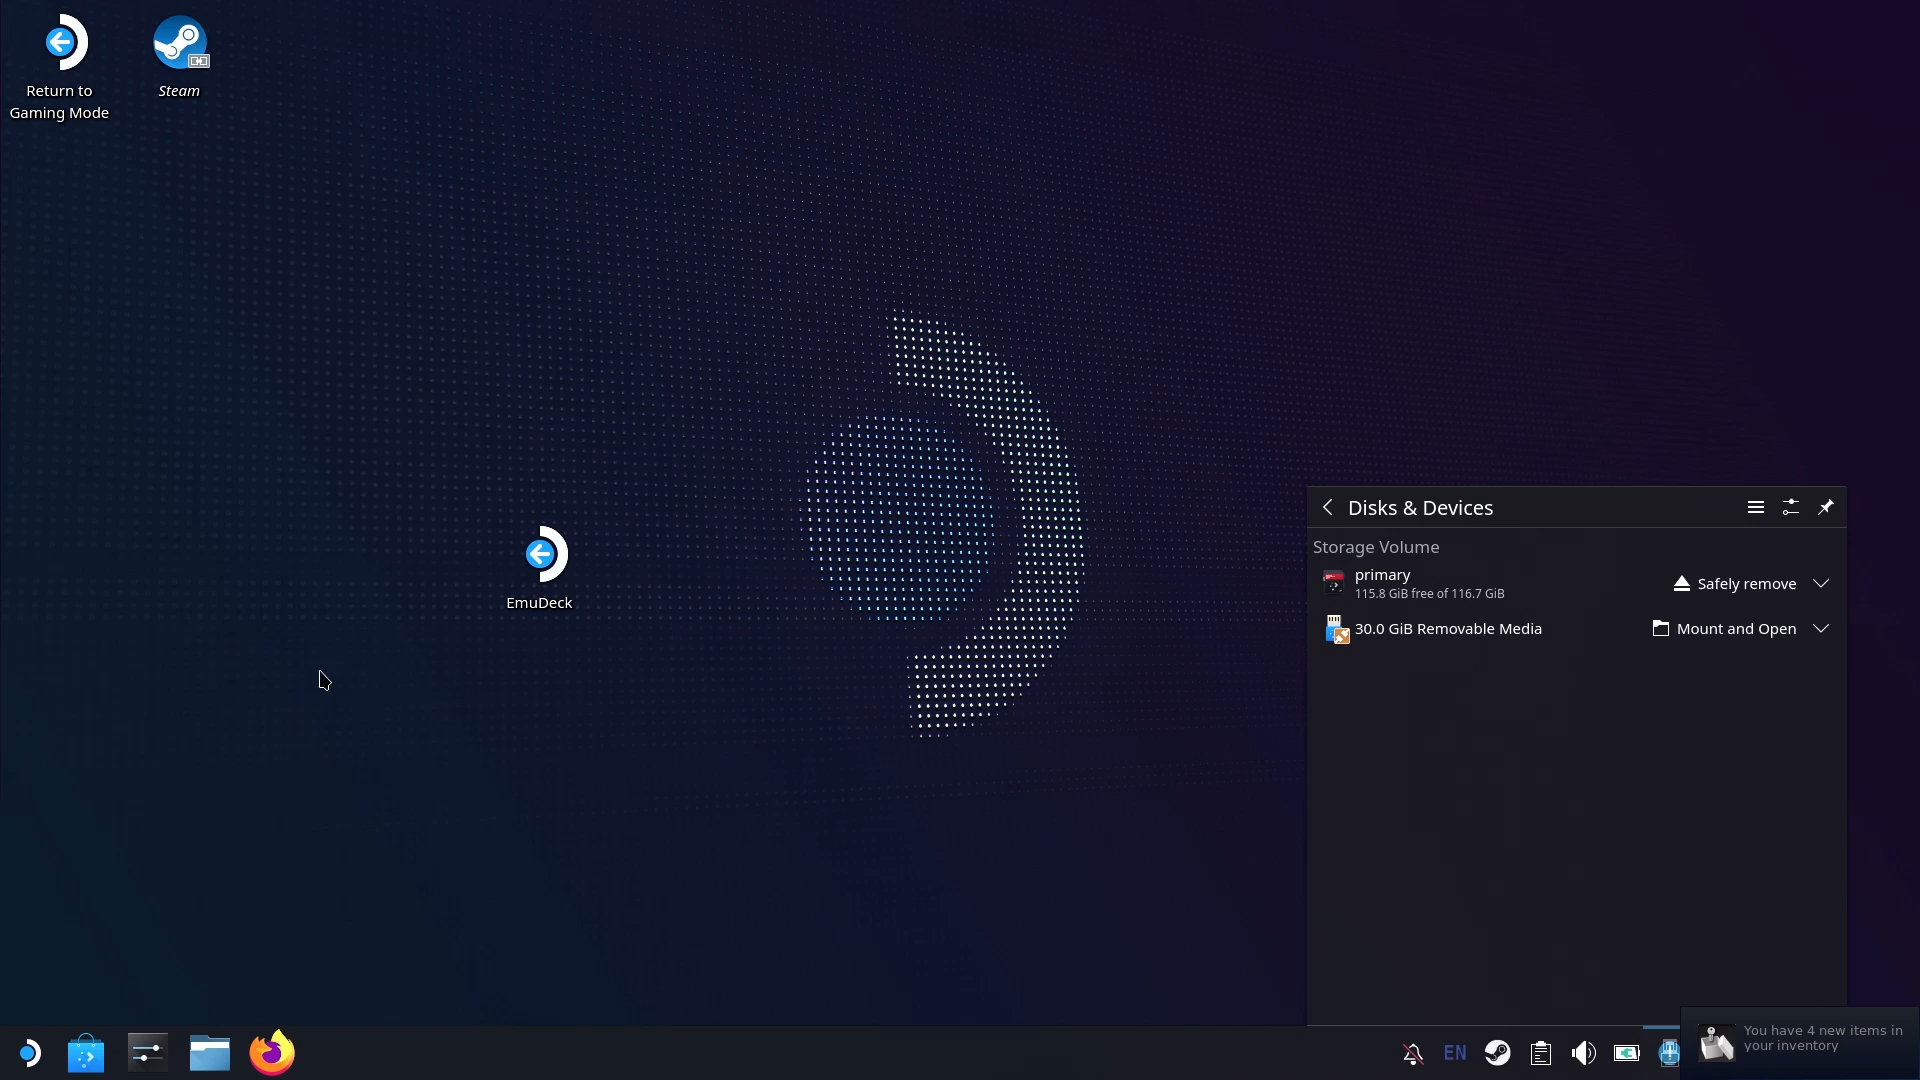 Return to
Gaming Mode
Steam
EmuDeck
Disks & Devices
Storage Volume
primary
115.8 GiB free of 116.7 GiB
Safely remove
30.0 GiB Removable Media
Mount and Open
EN
You have 4 new items in
your inventory